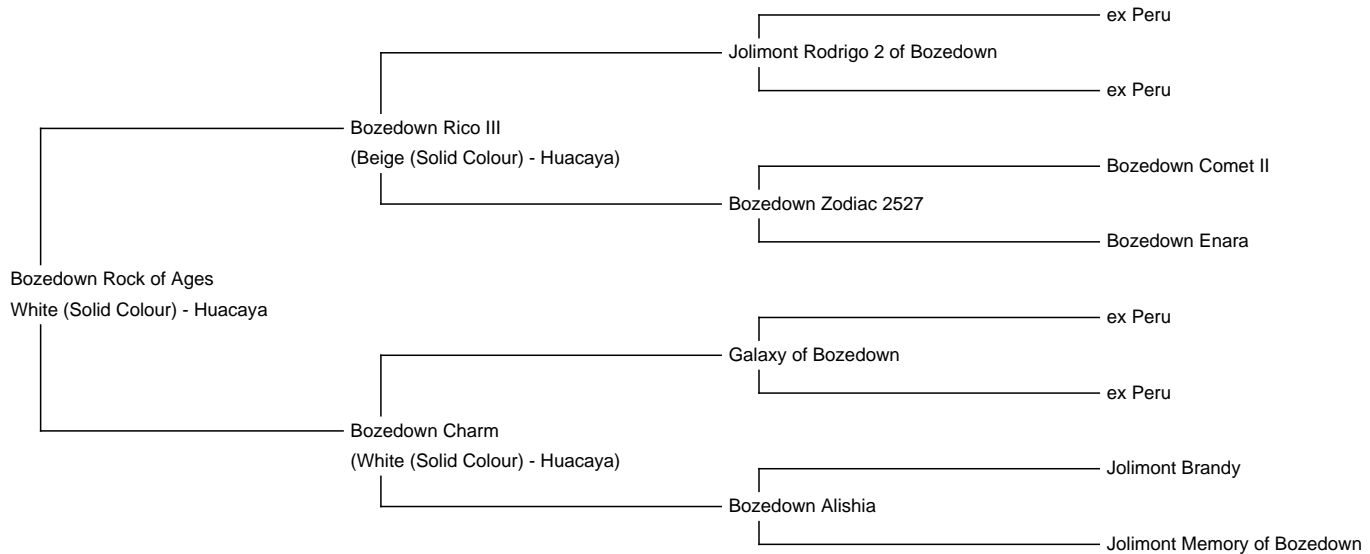 ex Peru
Jolimont Rodrigo 2 of Bozedown
ex Peru
Bozedown Rico III
(Beige (Solid Colour) - Huacaya)
Bozedown Comet II
Bozedown Zodiac 2527
Bozedown Enara
Bozedown Rock of Ages
White (Solid Colour) - Huacaya
ex Peru
Galaxy of Bozedown
ex Peru
Bozedown Charm
(White (Solid Colour) - Huacaya)
Jolimont Brandy
Bozedown Alishia
Jolimont Memory of Bozedown